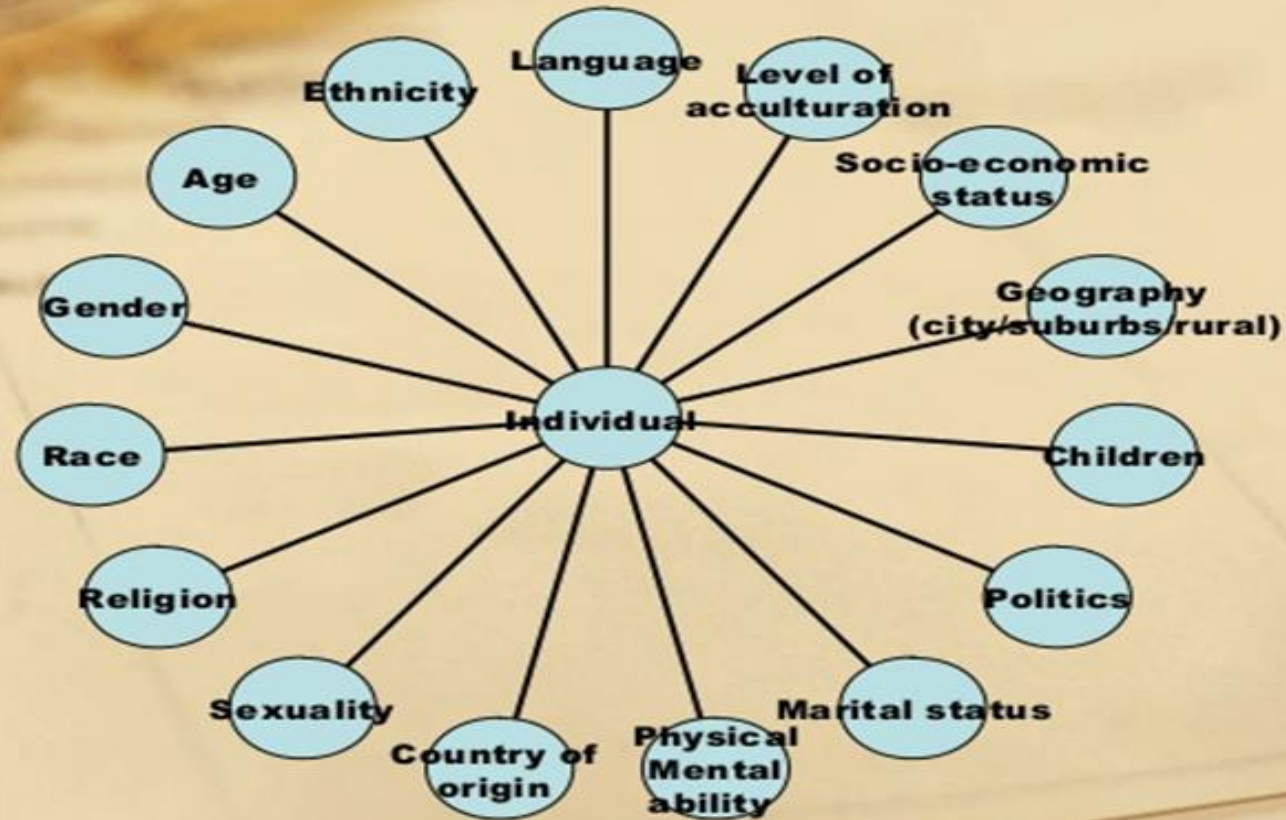 Language
Level of
acculturation
Socio-economic
status
Geography
(city/suburbs/rural)
Children
Politics
Marital status
Physical
Mental
ability
Country of
origin
Sexuality
Religion
Race
Gender
Age
Ethnicity
Individual